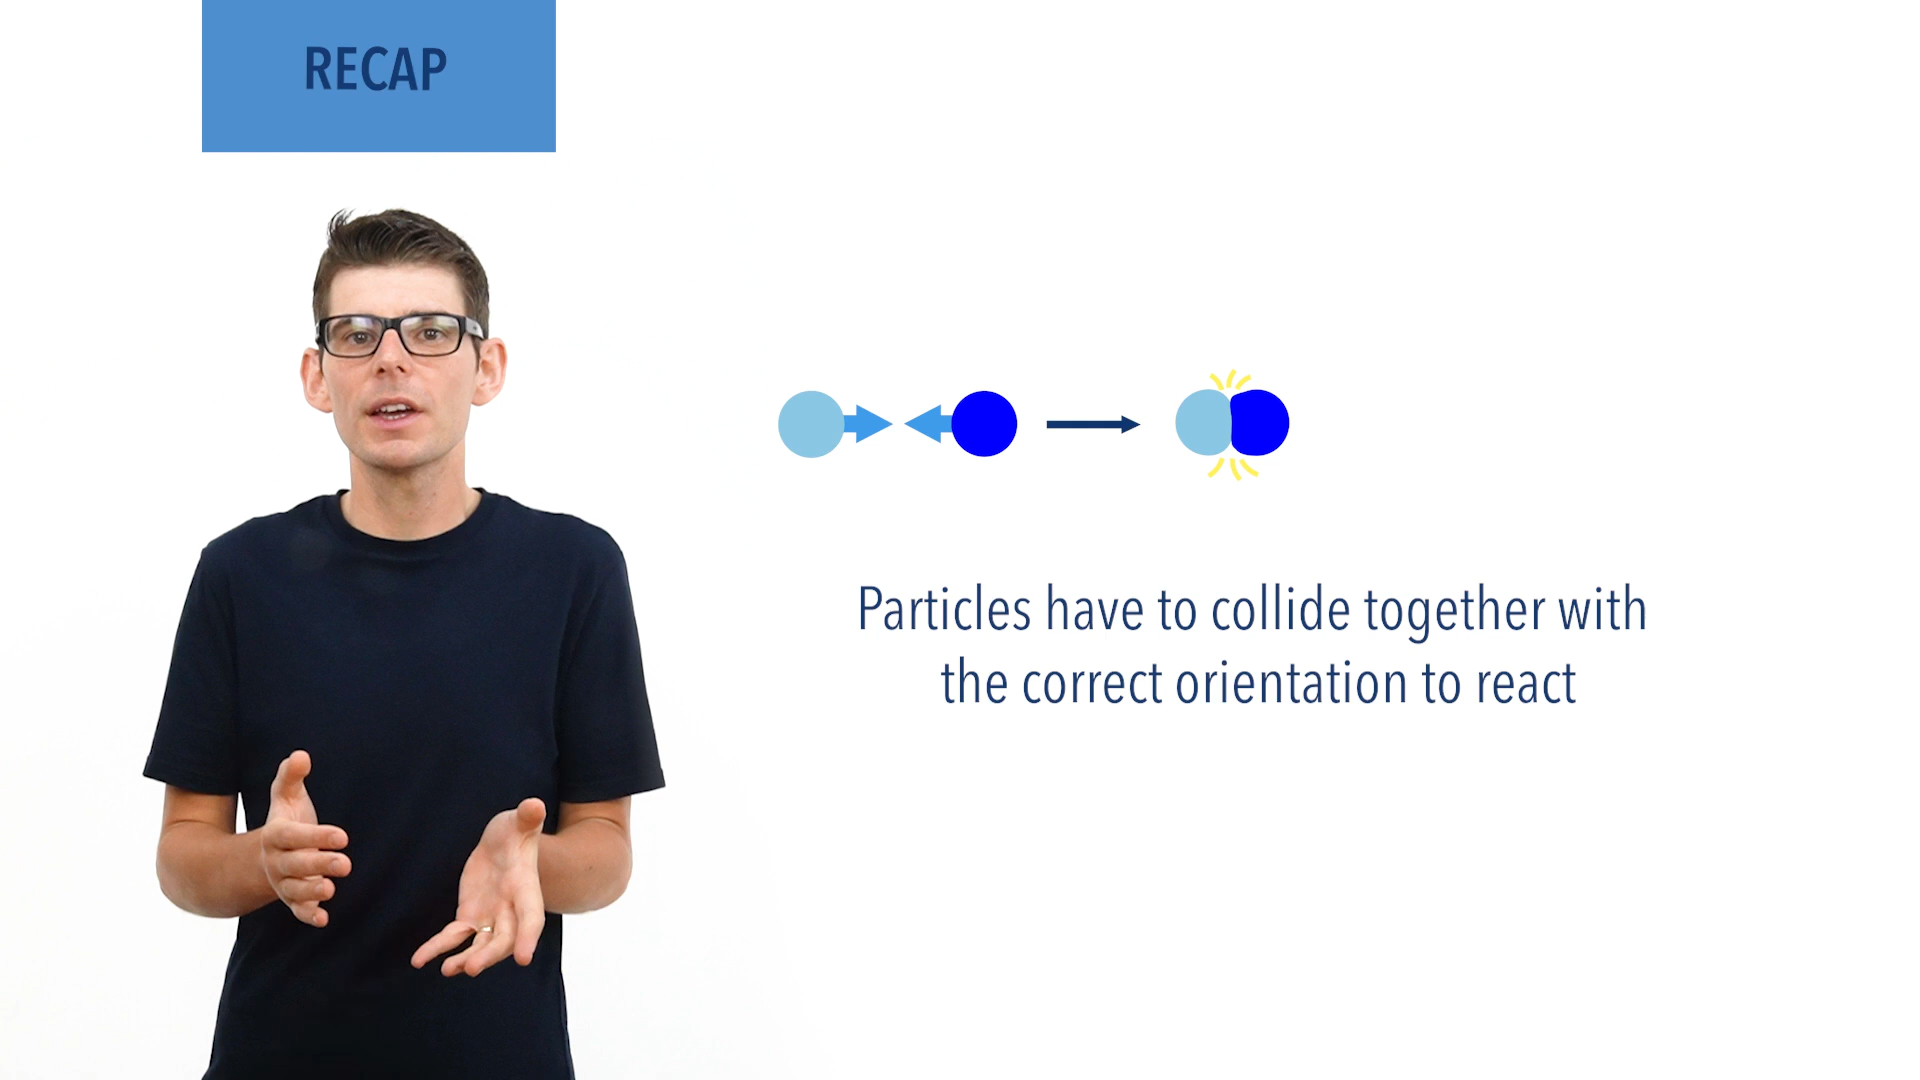 RECAP
Particles have to collide together with
the correct orientation to react